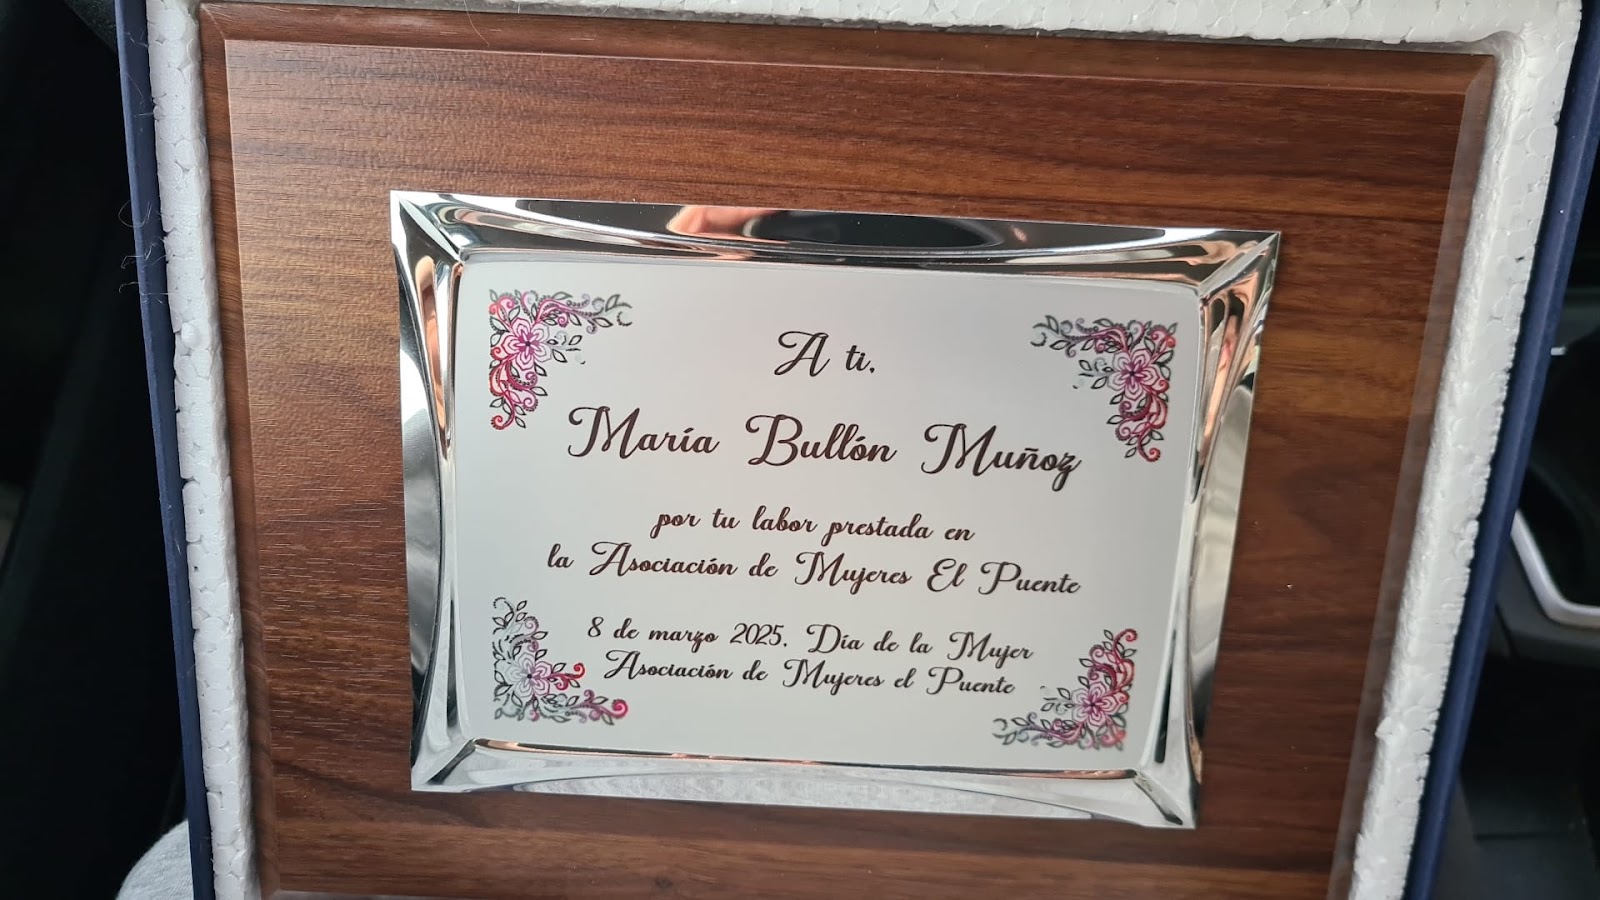 A ti,
María Bullón Muñoz
por tu labor prestada en
la Asociación de Mujeres El Puente
8 de marzo 2025. Día de la Mujer
Asociación de Mujeres el Puente